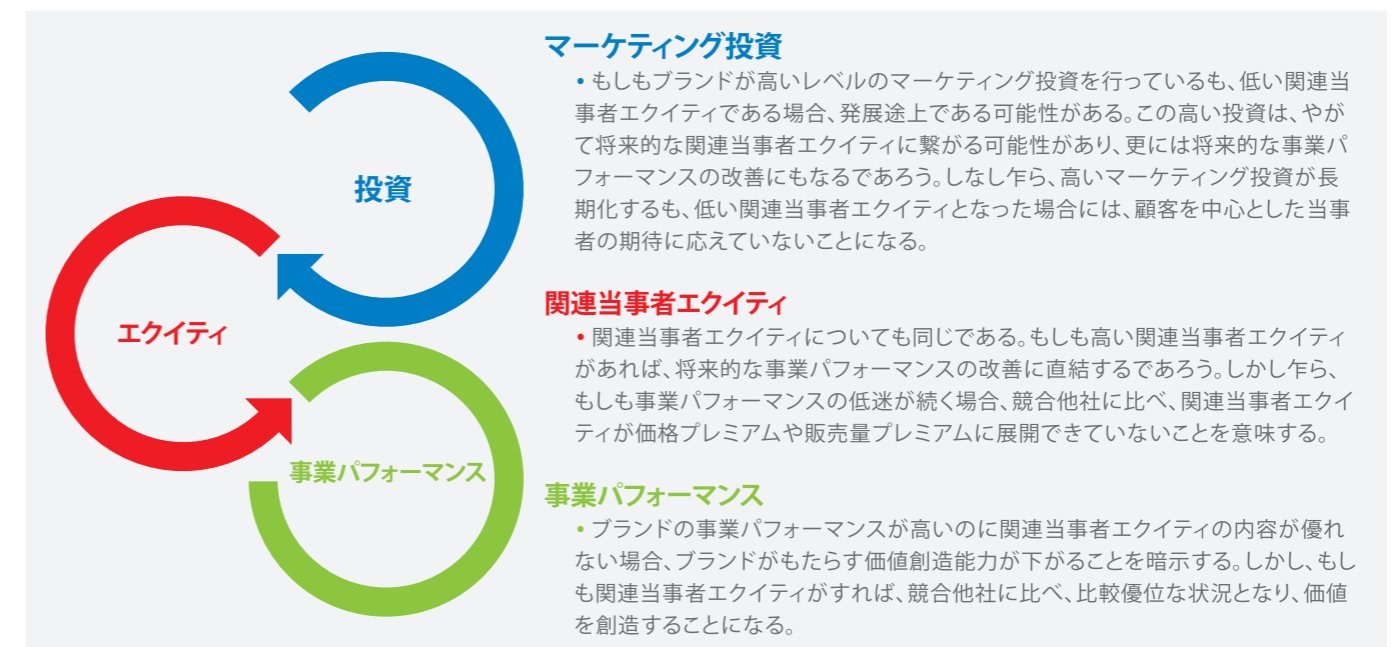 マーケティング投資
• もしもブランドが高いレベルのマーケティング投資を行っているも、低い関連当
事者エクイティである場合、発展途上である可能性がある。この高い投資は、やが
て将来的な関連当事者エクイティに繋がる可能性があり、更には将来的な事業パ
フォーマンスの改善にもなるであろう。しなし乍ら、高いマーケティング投資が長
期化するも、低い関連当事者エクイティとなった場合には、顧客を中心とした当事
者の期待に応えていないことになる。
投資
関連当事者エクイティ
• 関連当事者エクイティについても同じである。もしも高い関連当事者エクイティ
があれば、将来的な事業パフォーマンスの改善に直結するであろう。しかし乍ら、
もしも事業パフォーマンスの低迷が続く場合、競合他社に比べ、関連当事者エクイ
ティが価格プレミアムや販売量プレミアムに展開できていないことを意味する。
エクイティ
事業パフォーマンス
事業パフォーマンス
• ブランドの事業パフォーマンスが高いのに関連当事者エクイティの内容が優れ
ない場合、ブランドがもたらす価値創造能力が下がることを暗示する。しかし、もし
も関連当事者エクイティがすれば、競合他社に比べ、比較優位な状況となり、価値
を創造することになる。